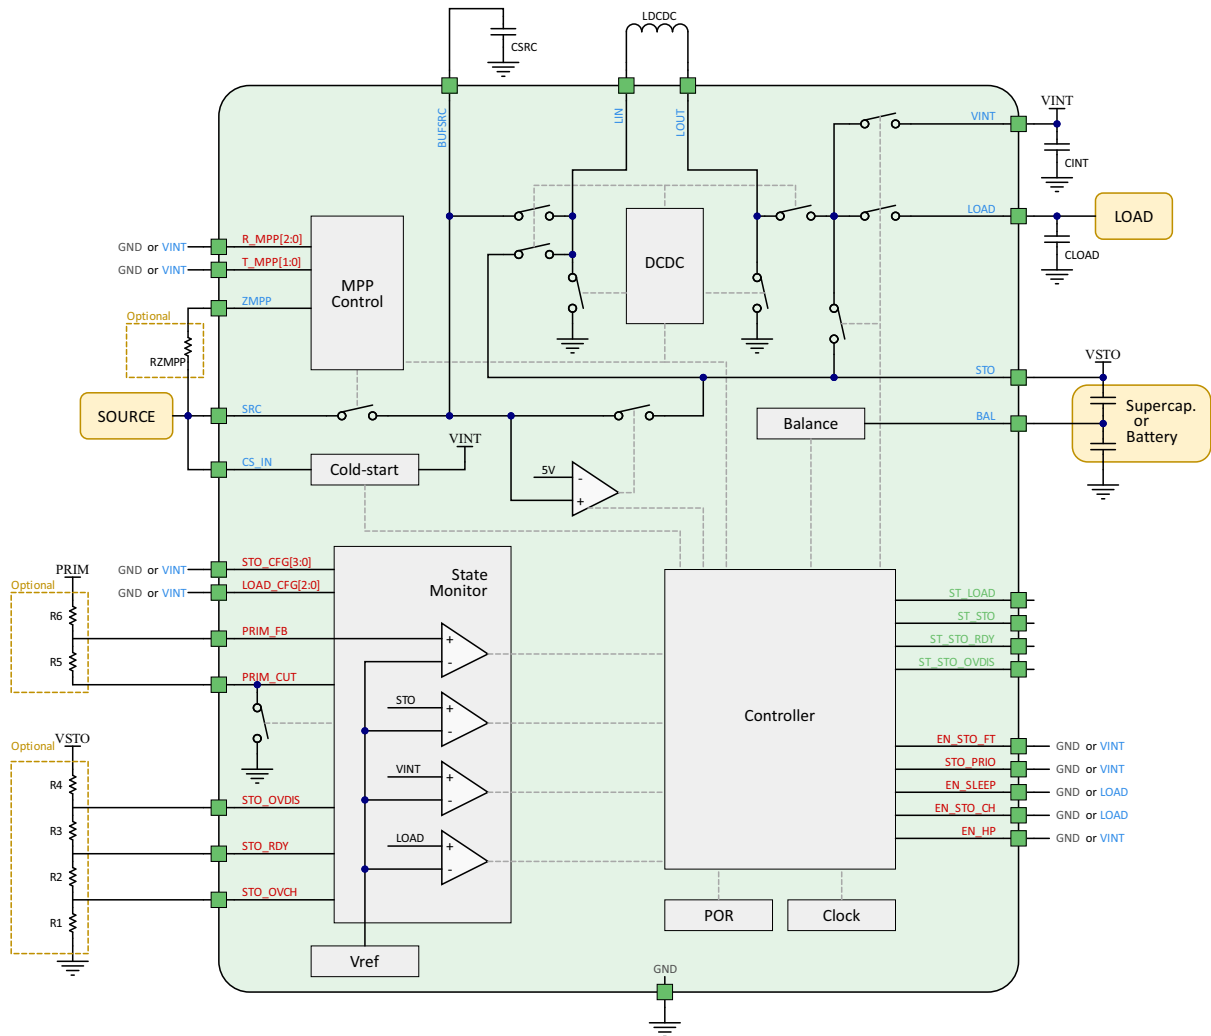 LDCDC
CSRC
BUFSRC
LIN
LOUT
VINT
VINT
CINT
LOAD
LOAD
CLOAD
GND or VINT
R_MPP[2:0]
GND or VINT
T_MPP[1:0]
ZMPP
MPP
Control
DCDC
Optional
RZMPP
SOURCE
SRC
CS_IN
Cold-start
VINT
5V
-
+
STO
VSTO
BAL
Balance
Supercap.
or
Battery
PRIM
Optional
R6
R5
GND or VINT
STO_CFG[3:0]
GND or VINT
LOAD_CFG[2:0]
PRIM_FB
PRIM_CUT
State
Monitor
+
-
STO
+
-
VINT
+
-
LOAD
+
-
Optional
VSTO
R4
R3
R2
R1
STO_OVDIS
STO_RDY
STO_OVCH
Vref
Controller
POR
Clock
ST_LOAD
ST_STO
ST_STO_RDY
ST_STO_OVDIS
EN_STO_FT
GND or VINT
STO_PRIO
GND or VINT
EN_SLEEP
GND or LOAD
EN_STO_CH
GND or LOAD
EN_HP
GND or VINT
GND